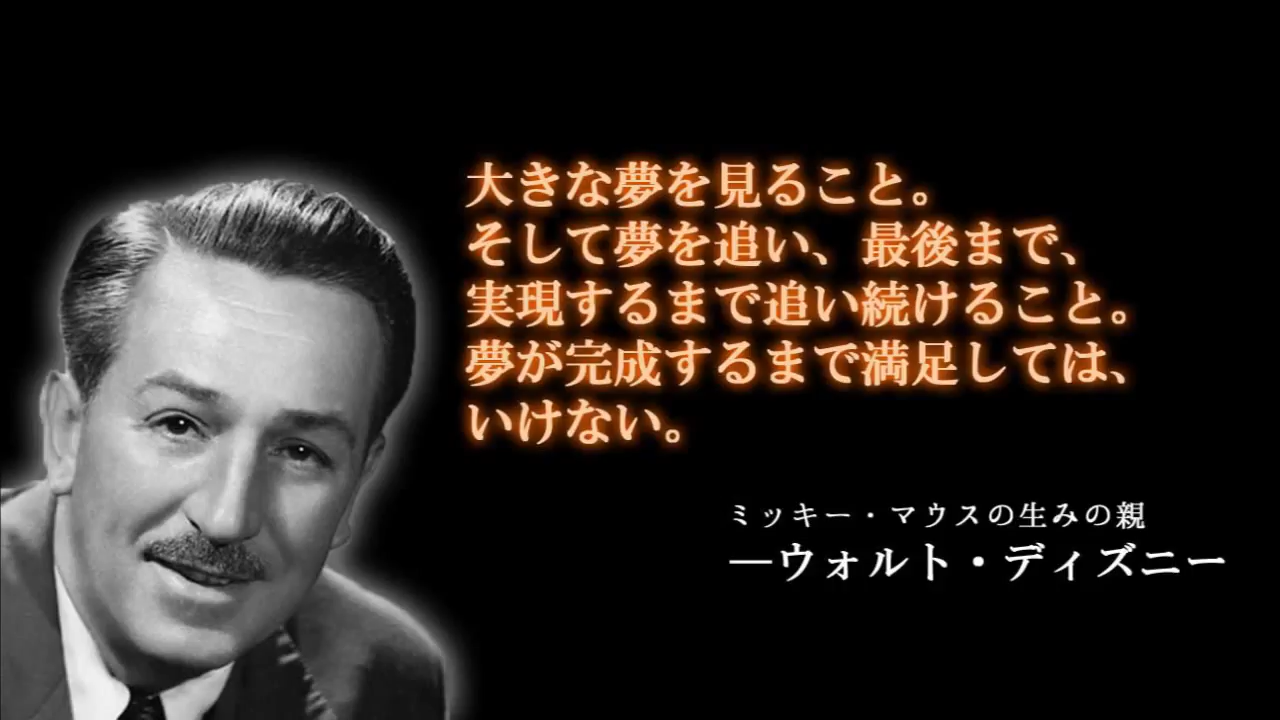 大きな夢を見ること。
そして夢を追い、最後まで、
実現するまで追い続けること。
夢が完成するまで満足しては、
いけない。
ミッキー・マウスの生みの親
―ウォルト・ディズニー